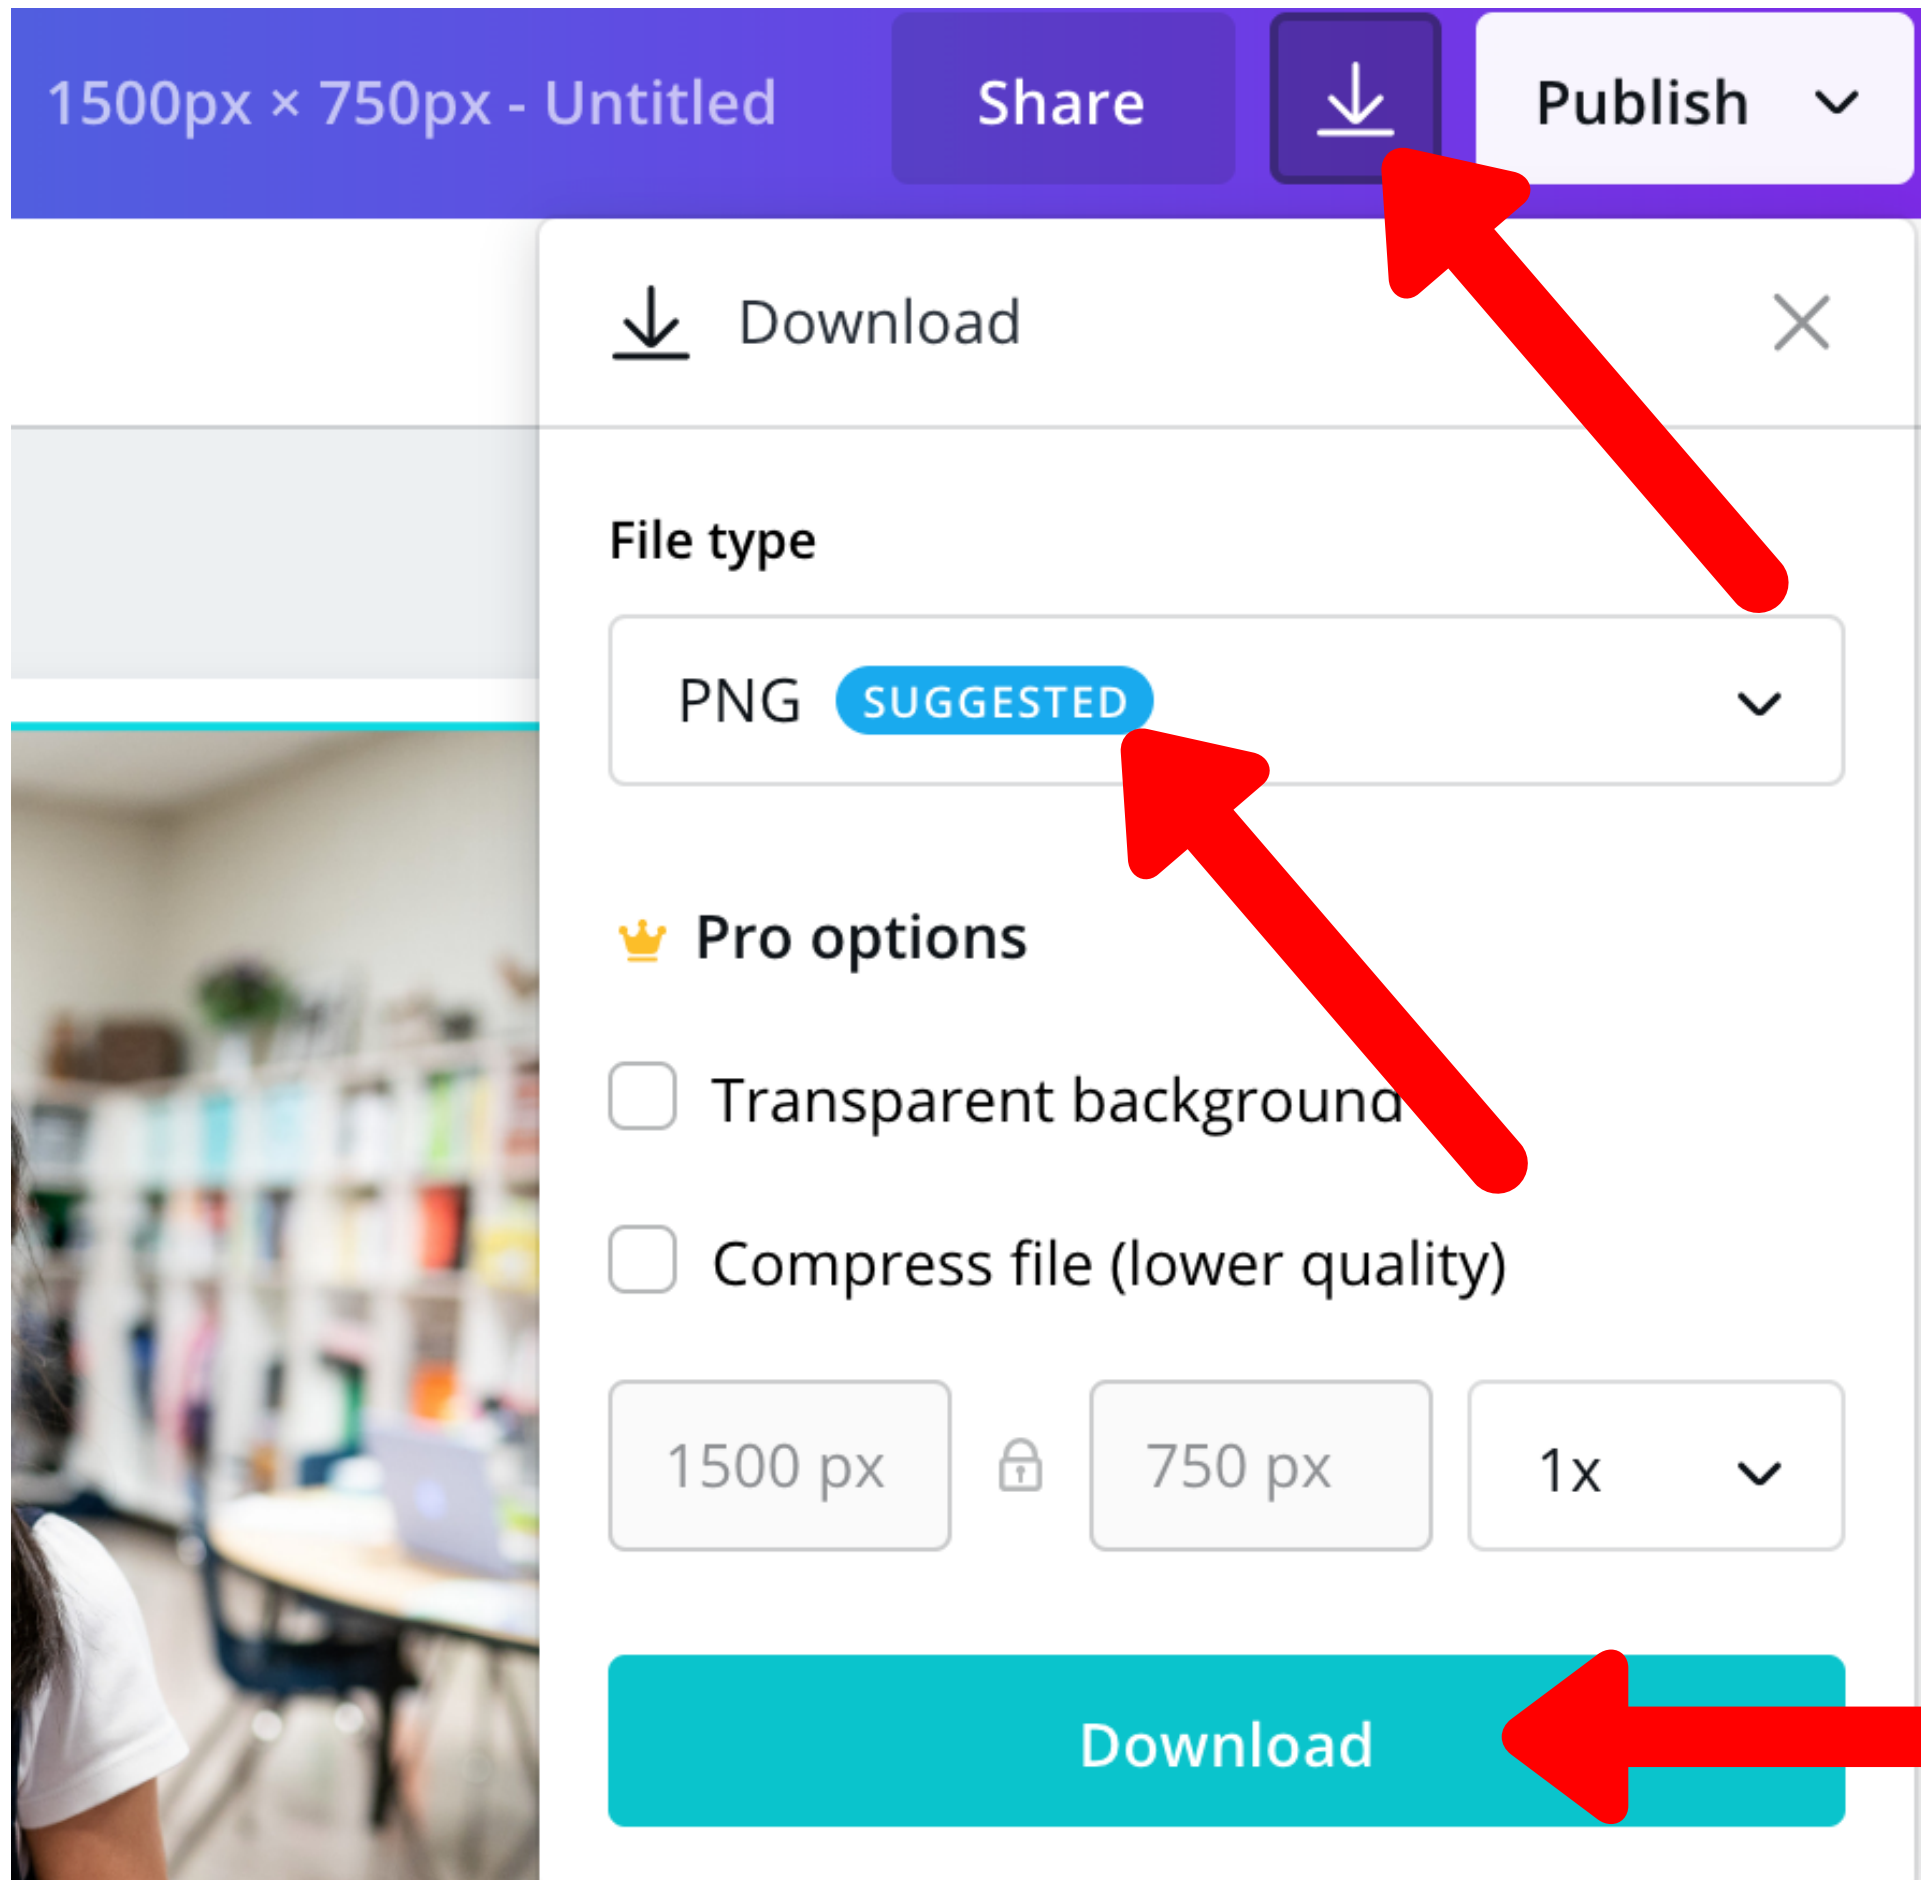 1500px × 750px - Untitled Share Publish
Download
File type
PNG SUGGESTED
Pro options
Transparent background
Compress file (lower quality)
1500 px 750 px 1x
Download